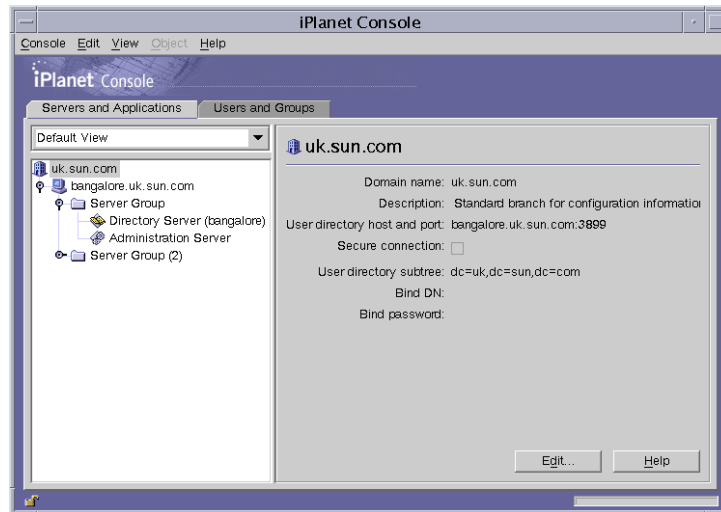 iPlanet Console
Console Edit View Object Help
iPlanet Console
Servers and Applications Users and Groups
Default View
uk.sun.com
bangalore.uk.sun.com
Server Group
Directory Server (bangalore)
Administration Server
Server Group (2)
uk.sun.com
Domain name: uk.sun.com
Description: Standard branch for configuration informatio
User directory host and port: bangalore.uk.sun.com:3899
Secure connection:
User directory subtree: dc=uk,dc=sun,dc=com
Bind DN:
Bind password:
Edit... Help